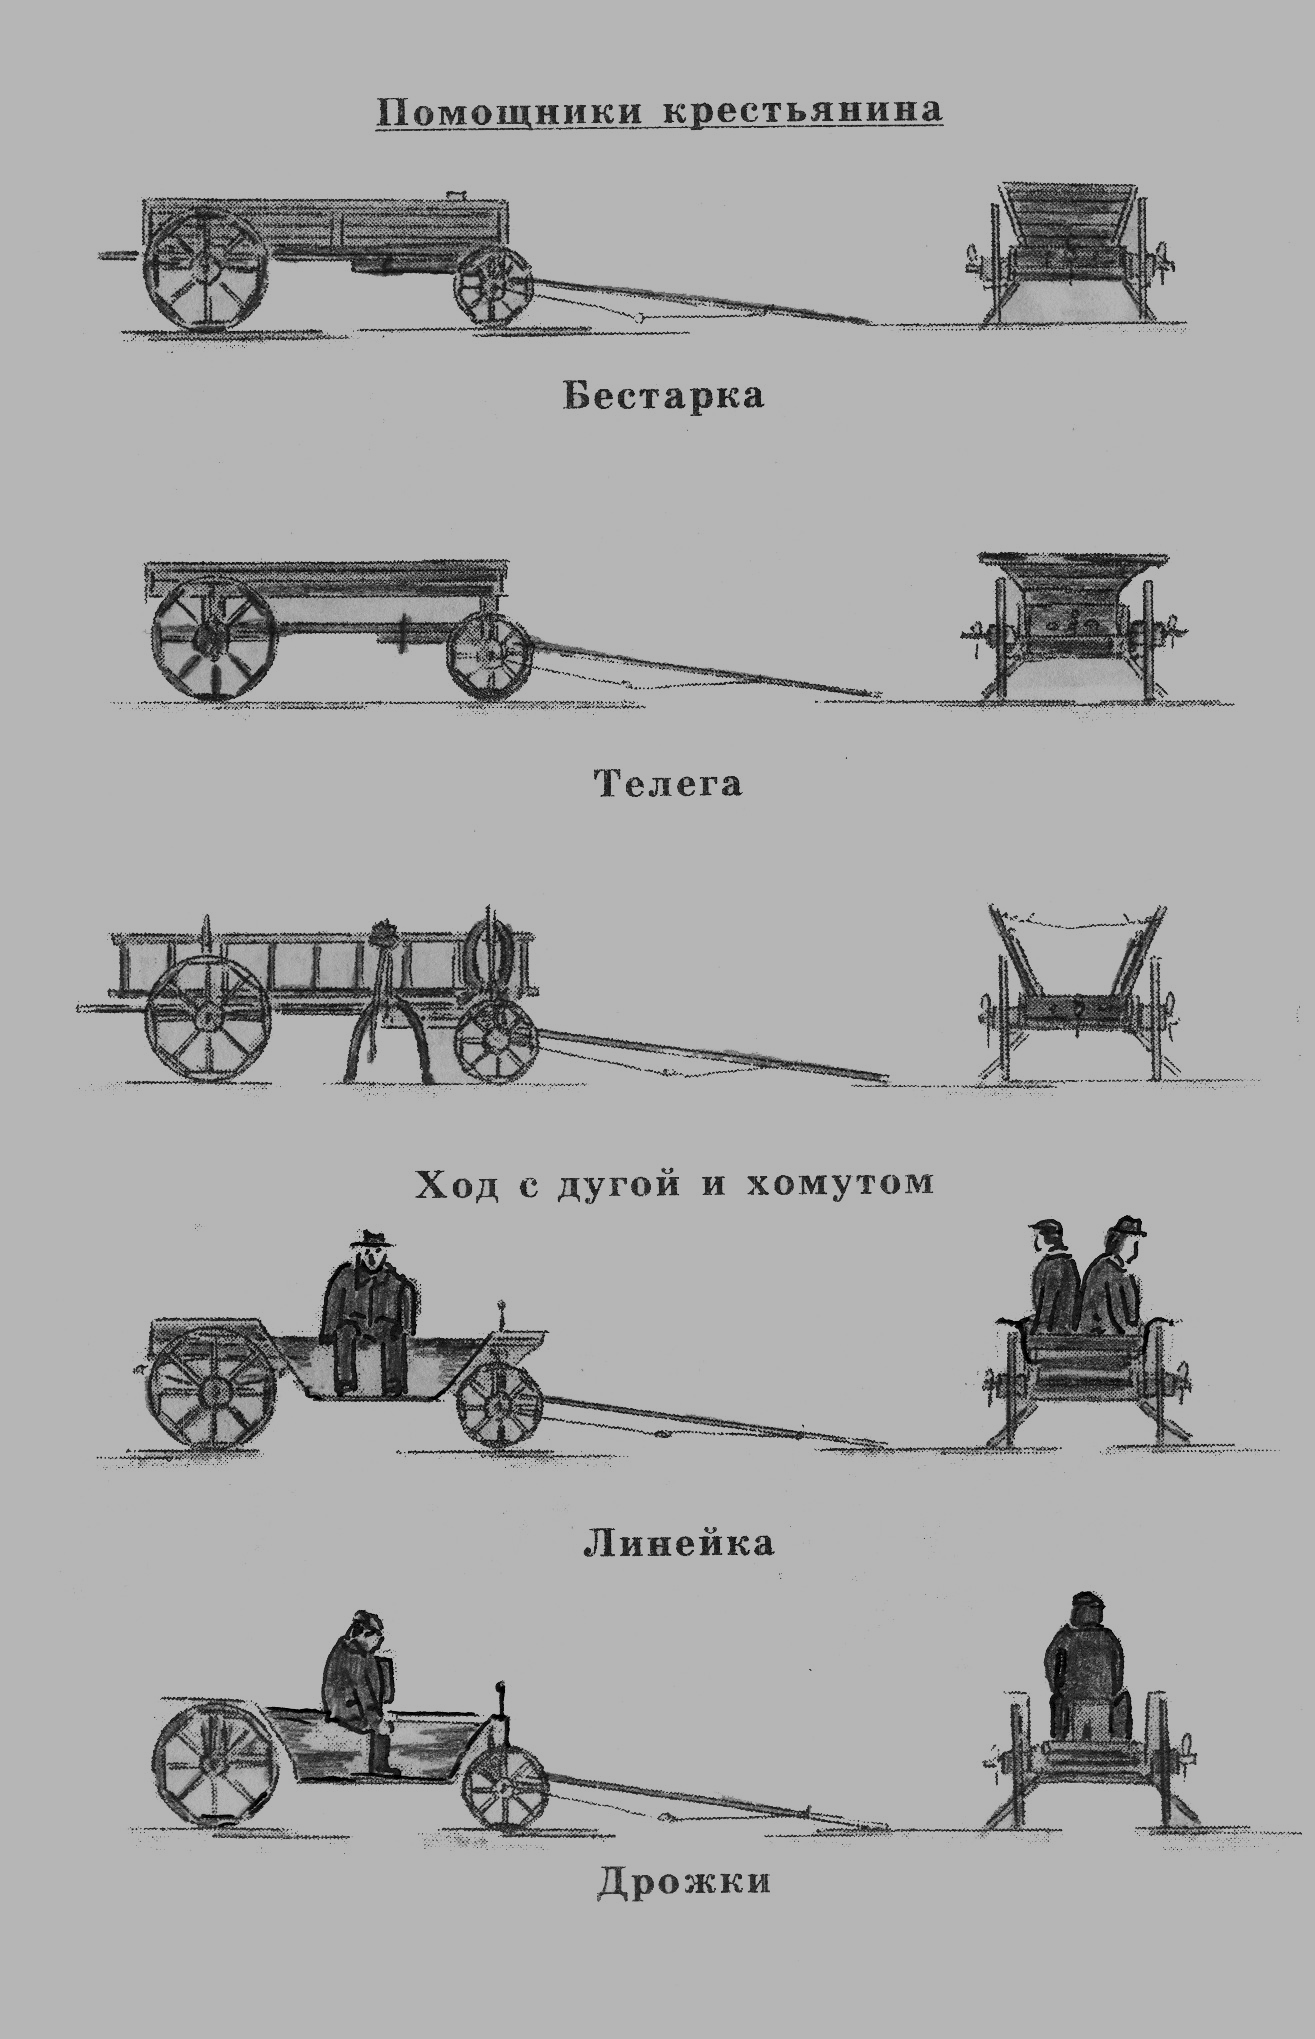 Помощники крестьянина
Бестарка
Телега
Ход с дугой и хомутом
Линейка
Дрожки